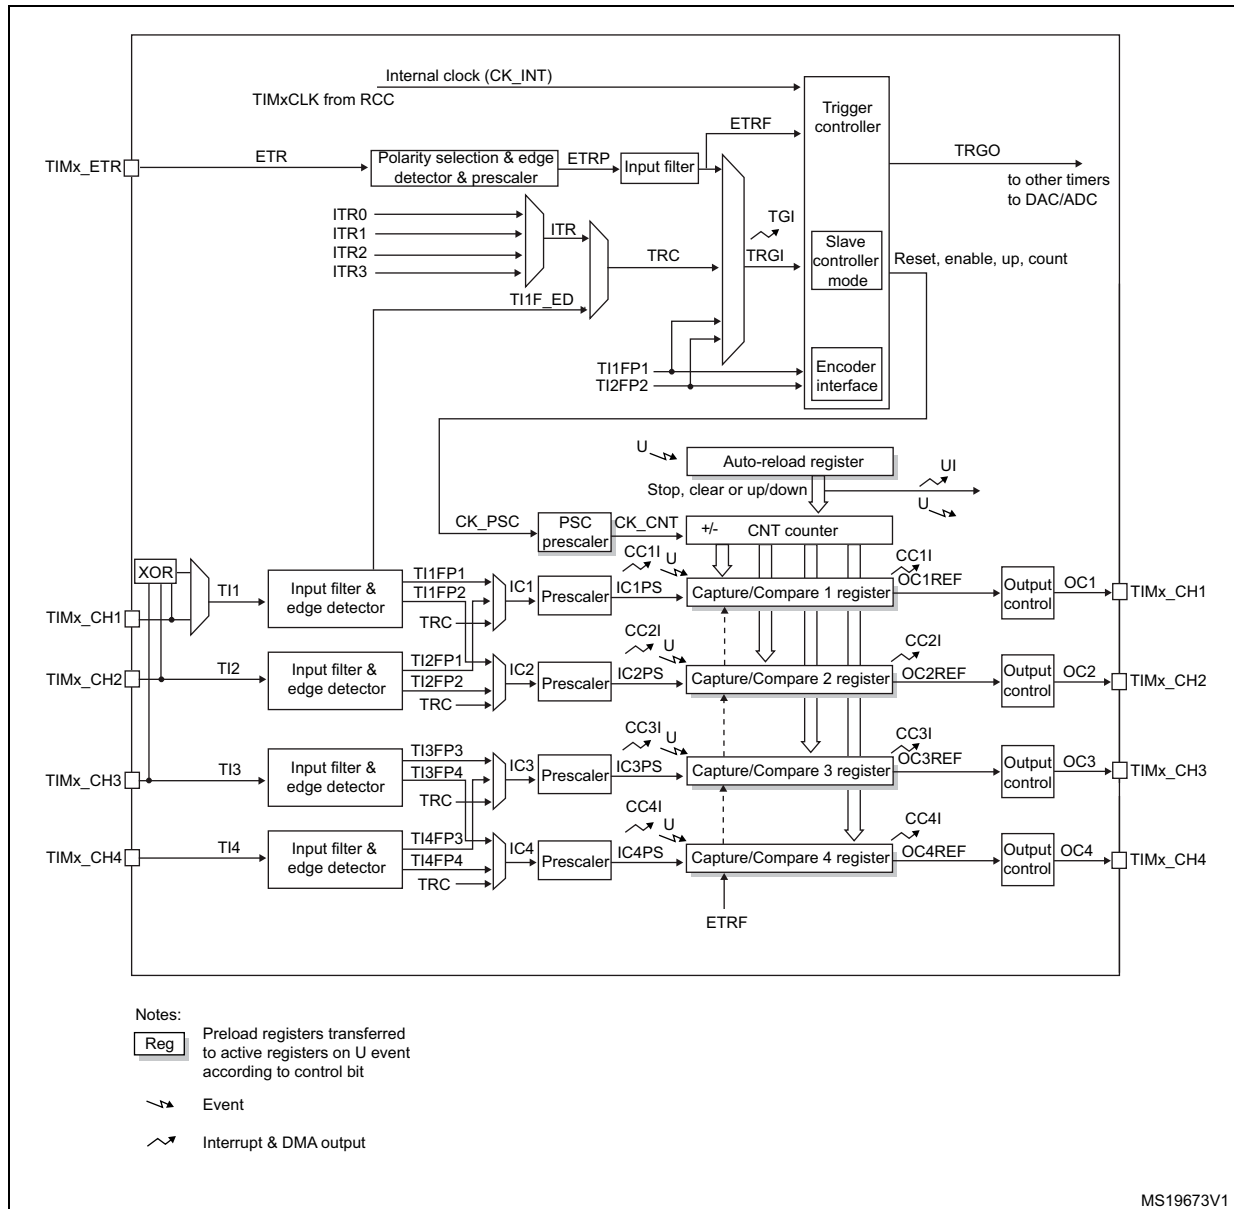 Internal clock (CK_INT)
TIMxCLK from RCC
Trigger
controller
ETRF
TIMx_ETR
ETR
Polarity selection & edge
detector & prescaler
ETRP
Input filter
TRGO
to other timers
to DAC/ADC
ITR0
ITR1
ITR2
ITR3
ITR
TRC
TGI
TRGI
Slave
controller
mode
Reset, enable, up, count
TI1F_ED
TI1FP1
TI2FP2
Encoder
interface
U
Auto-reload register
UI
Stop, clear or up/down
U
CK_PSC
PSC
prescaler
CK_CNT
+/-
CNT counter
XOR
TI1
Input filter &
edge detector
TI1FP1
TI1FP2
TRC
IC1
Prescaler
IC1PS
CC1I
U
Capture/Compare 1 register
CC1I
OC1REF
Output
control
OC1
TIMx_CH1
TIMx_CH1
TIMx_CH2
TI2
Input filter &
edge detector
TI2FP1
TI2FP2
TRC
IC2
Prescaler
IC2PS
CC2I
U
Capture/Compare 2 register
CC2I
OC2REF
Output
control
OC2
TIMx_CH2
TIMx_CH3
TI3
Input filter &
edge detector
TI3FP3
TI3FP4
TRC
IC3
Prescaler
IC3PS
CC3I
U
Capture/Compare 3 register
CC3I
OC3REF
Output
control
OC3
TIMx_CH3
TIMx_CH4
TI4
Input filter &
edge detector
TI4FP3
TI4FP4
TRC
IC4
Prescaler
IC4PS
CC4I
U
Capture/Compare 4 register
CC4I
OC4REF
Output
control
OC4
TIMx_CH4
ETRF
Notes:
Reg
Preload registers transferred
to active registers on U event
according to control bit
Event
Interrupt & DMA output
MS19673V1